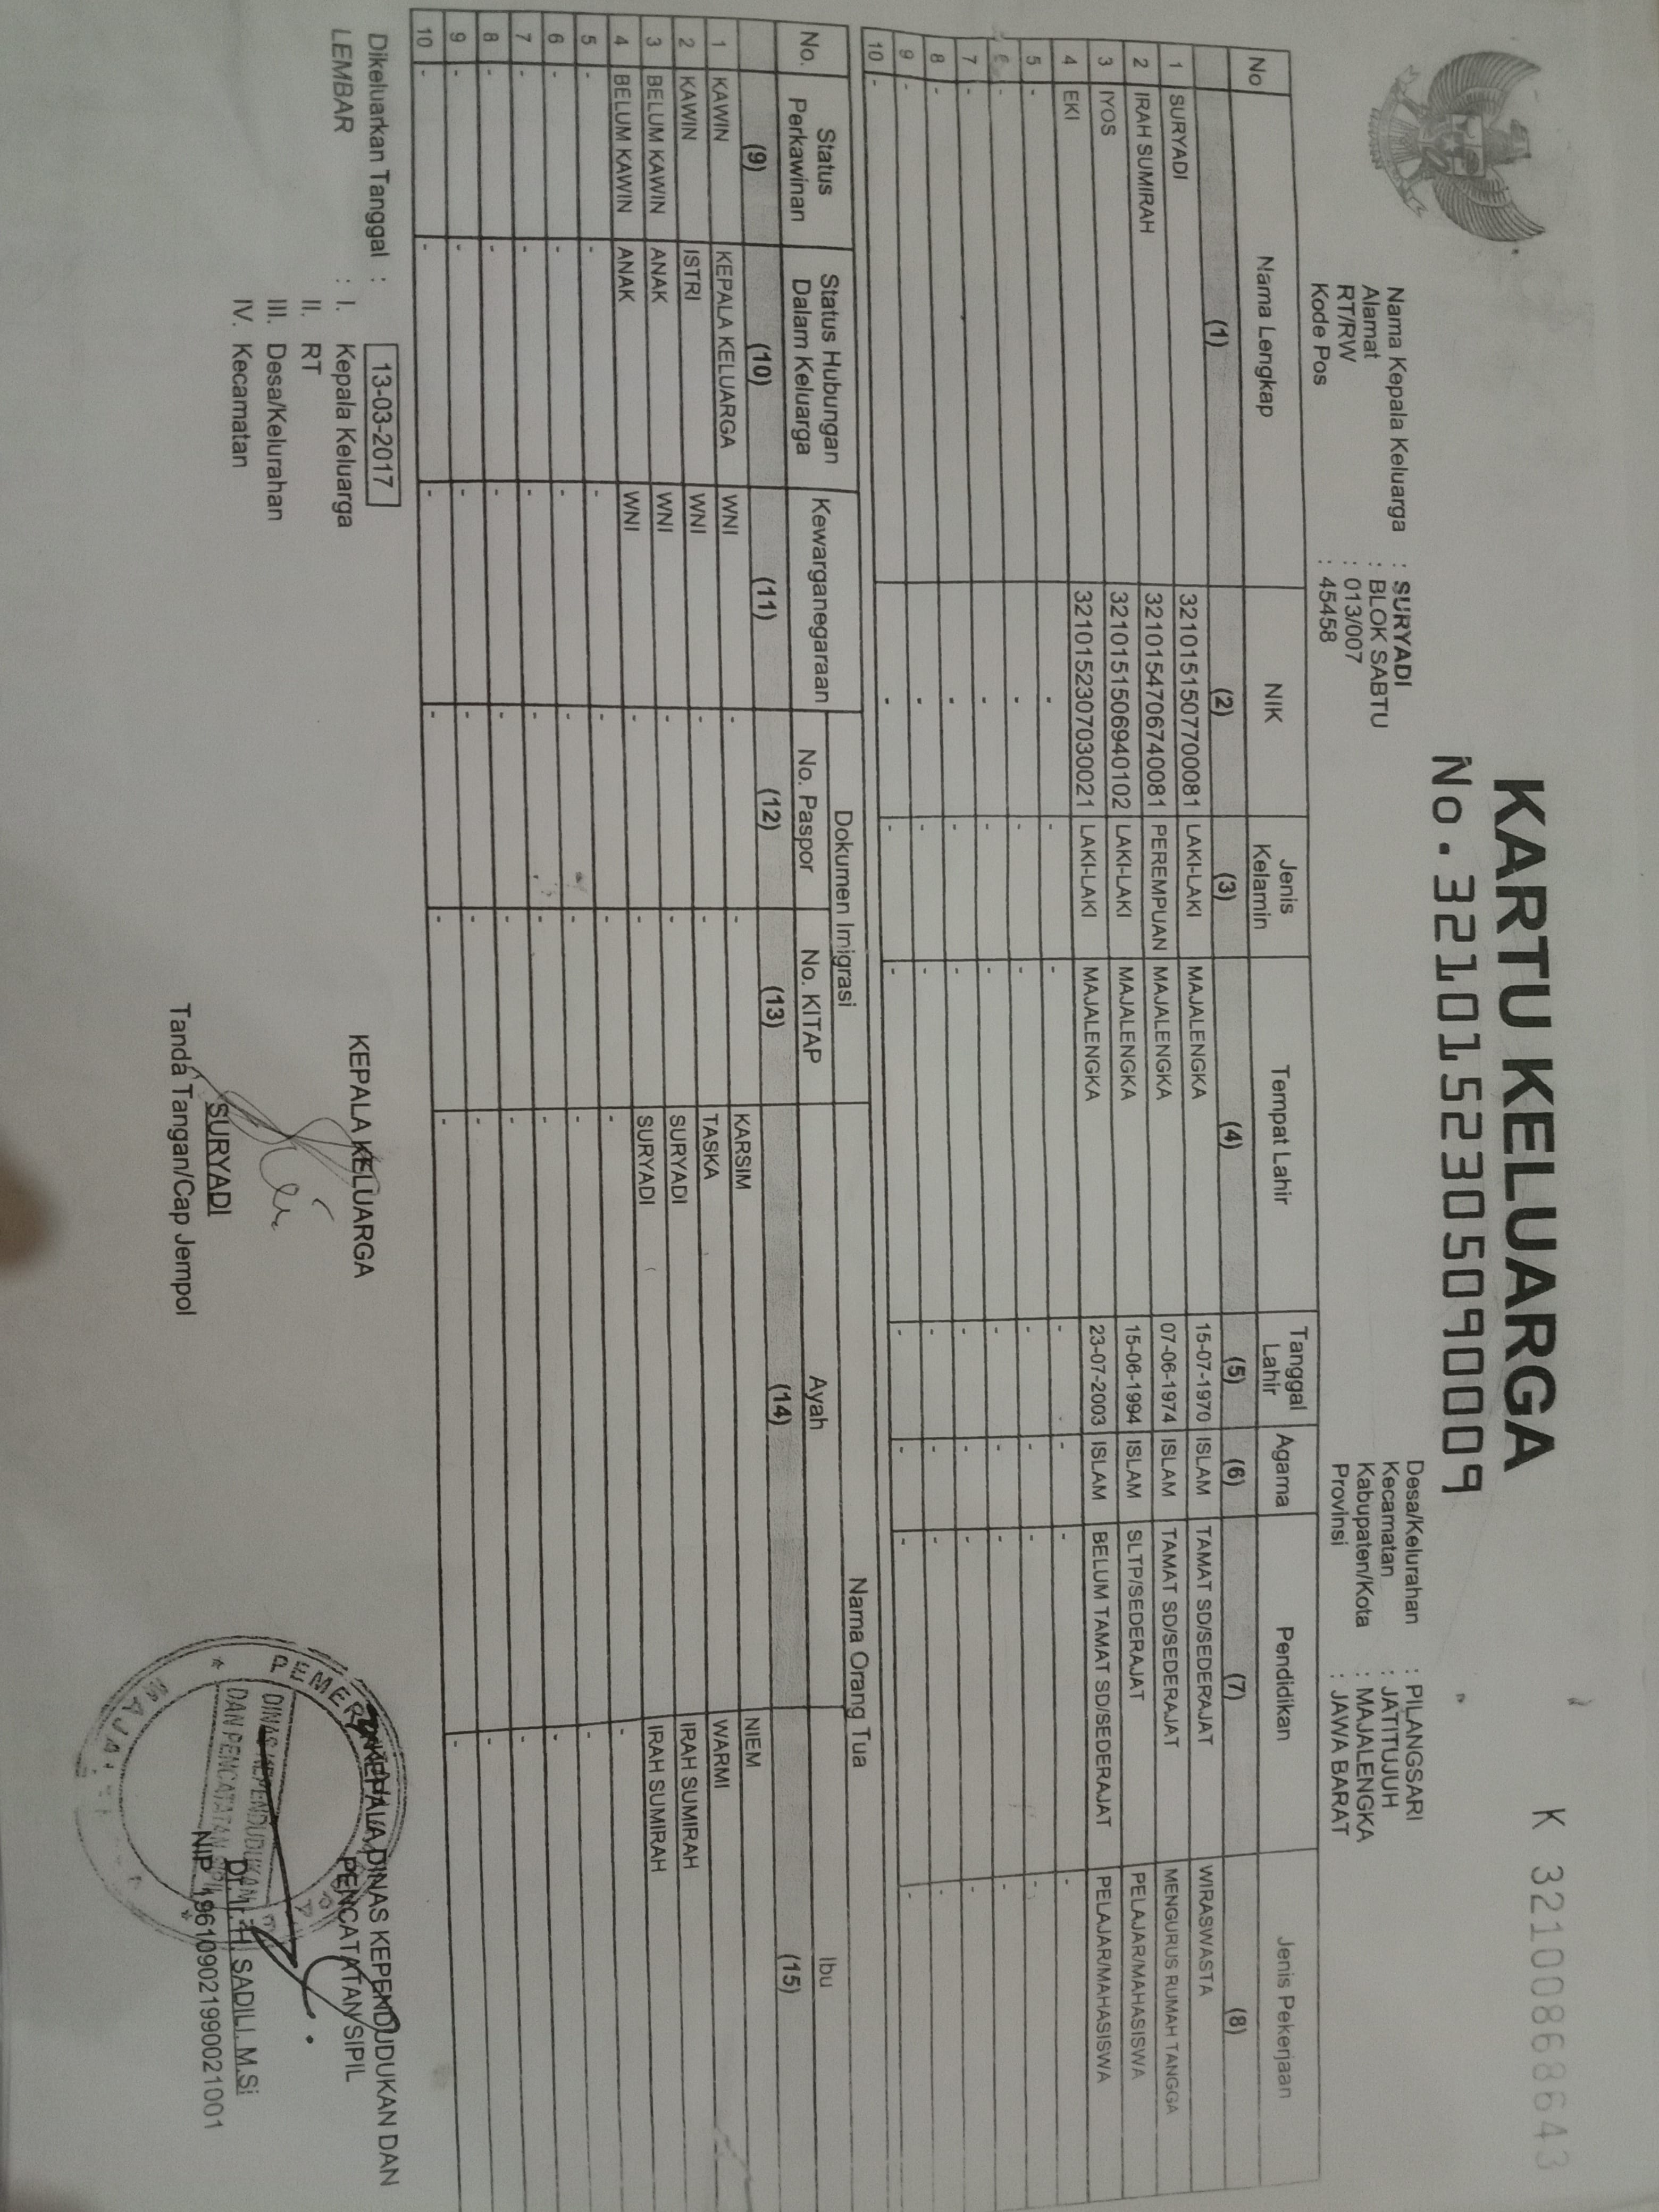 K 32100868643
KARTU KELUARGA
No. 3210152305090009
Nama Kepala Keluarga : SURYADI
Alamat : BLOK SABTU
RT/RW : 013/007
Kode Pos : 45458
Desa/Kelurahan : PILANGSARI
Kecamatan : JATITUJUH
Kabupaten/Kota : MAJALENGKA
Provinsi : JAWA BARAT
No Nama Lengkap NIK Jenis Kelamin Tempat Lahir Tanggal Lahir Agama Pendidikan Jenis Pekerjaan
(1) (2) (3) (4) (5) (6) (7) (8)
1 SURYADI 3210151507700081 LAKI-LAKI MAJALENGKA 15-07-1970 ISLAM TAMAT SD/SEDERAJAT WIRASWASTA
2 IRAH SUMIRAH 3210154706740081 PEREMPUAN MAJALENGKA 07-06-1974 ISLAM TAMAT SD/SEDERAJAT MENGURUS RUMAH TANGGA
3 IYOS 3210151506940102 LAKI-LAKI MAJALENGKA 15-06-1994 ISLAM SLTP/SEDERAJAT PELAJAR/MAHASISWA
4 EKI 3210152307030021 LAKI-LAKI MAJALENGKA 23-07-2003 ISLAM BELUM TAMAT SD/SEDERAJAT PELAJAR/MAHASISWA
5 - - - - - - - -
6 - - - - - - - -
7 - - - - - - - -
8 - - - - - - - -
9 - - - - - - - -
10 - - - - - - - -
No. Status Perkawinan Status Hubungan Dalam Keluarga Kewarganegaraan Dokumen Imigrasi Nama Orang Tua
No. Paspor No. KITAP Ayah Ibu
(9) (10) (11) (12) (13) (14) (15)
1 KAWIN KEPALA KELUARGA WNI - - KARSIM NIEM
2 KAWIN ISTRI WNI - - TASKA WARMI
3 BELUM KAWIN ANAK WNI - - SURYADI IRAH SUMIRAH
4 BELUM KAWIN ANAK WNI - - SURYADI IRAH SUMIRAH
5 - - - - - - -
6 - - - - - - -
7 - - - - - - -
8 - - - - - - -
9 - - - - - - -
10 - - - - - - -
Dikeluarkan Tanggal : 13-03-2017
LEMBAR : I. Kepala Keluarga
II. RT
III. Desa/Kelurahan
IV. Kecamatan
KEPALA KELUARGA
SURYADI
Tanda Tangan/Cap Jempol
KEPALA DINAS KEPENDUDUKAN DAN
PENCATATAN SIPIL
DINAS KEPENDUDUKAN
DAN PENCATATAN SIPIL
H. SADILI. M.Si
NIP 196109021990021001